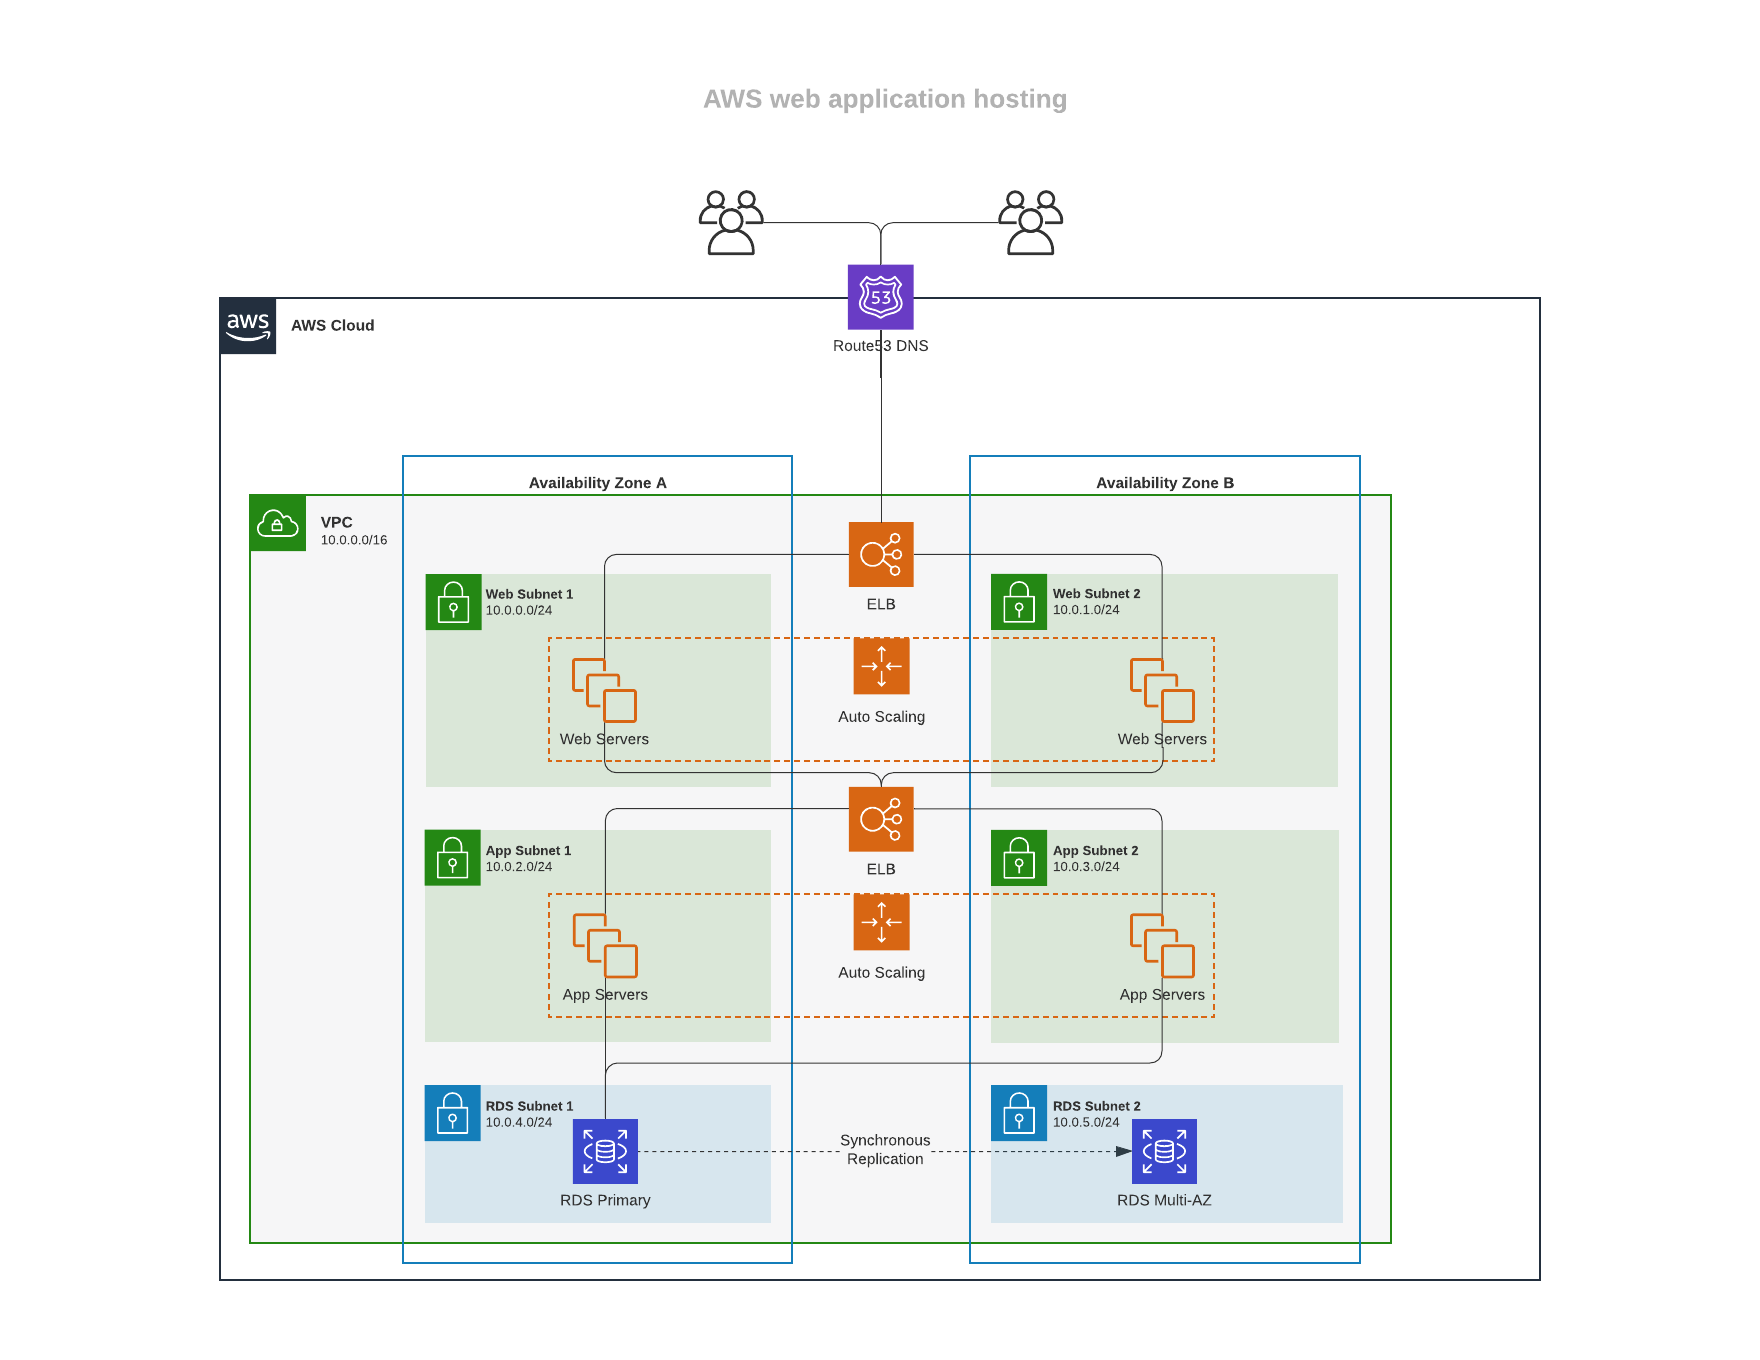 AWS web application hosting
53
aws
AWS Cloud
Route53 DNS
Availability Zone A
Availability Zone B
VPC
10.0.0.0/16
Web Subnet 1
10.0.0.0/24
ELB
Web Subnet 2
10.0.1.0/24
Web Servers
Auto Scaling
Web Servers
App Subnet 1
10.0.2.0/24
ELB
App Subnet 2
10.0.3.0/24
App Servers
Auto Scaling
App Servers
RDS Subnet 1
10.0.4.0/24
RDS Subnet 2
10.0.5.0/24
Synchronous
Replication
RDS Primary
RDS Multi-AZ